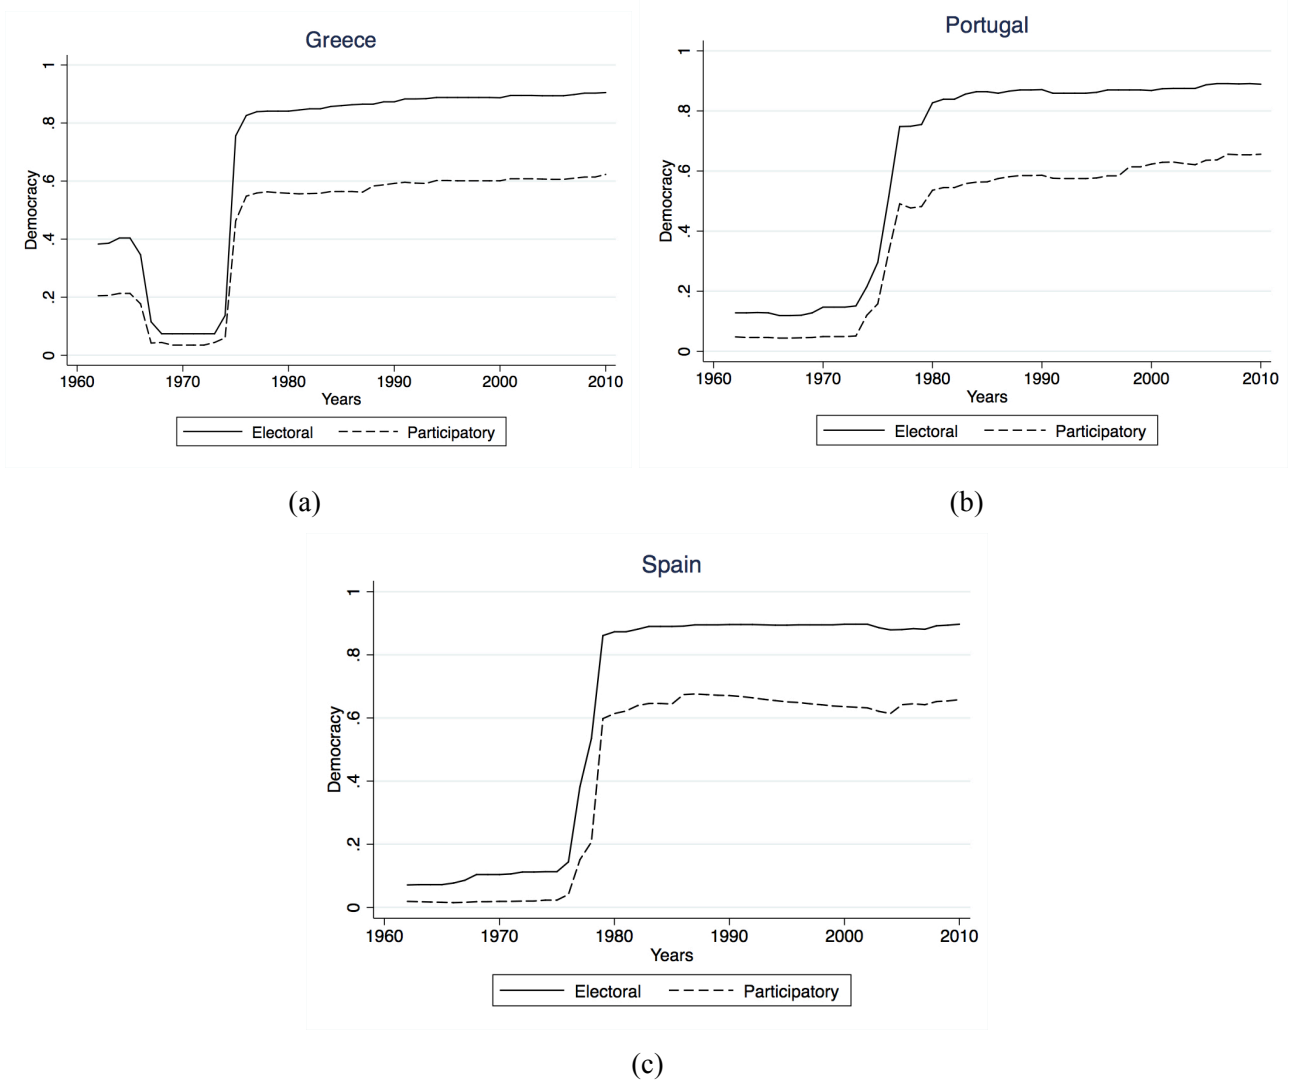 Greece
Democracy
0 .2 .4 .6 .8 1
1960 1970 1980 1990 2000 2010
Years
Electoral Participatory
(a)
Portugal
Democracy
0 .2 .4 .6 .8 1
1960 1970 1980 1990 2000 2010
Years
Electoral Participatory
(b)
Spain
Democracy
0 .2 .4 .6 .8 1
1960 1970 1980 1990 2000 2010
Years
Electoral Participatory
(c)